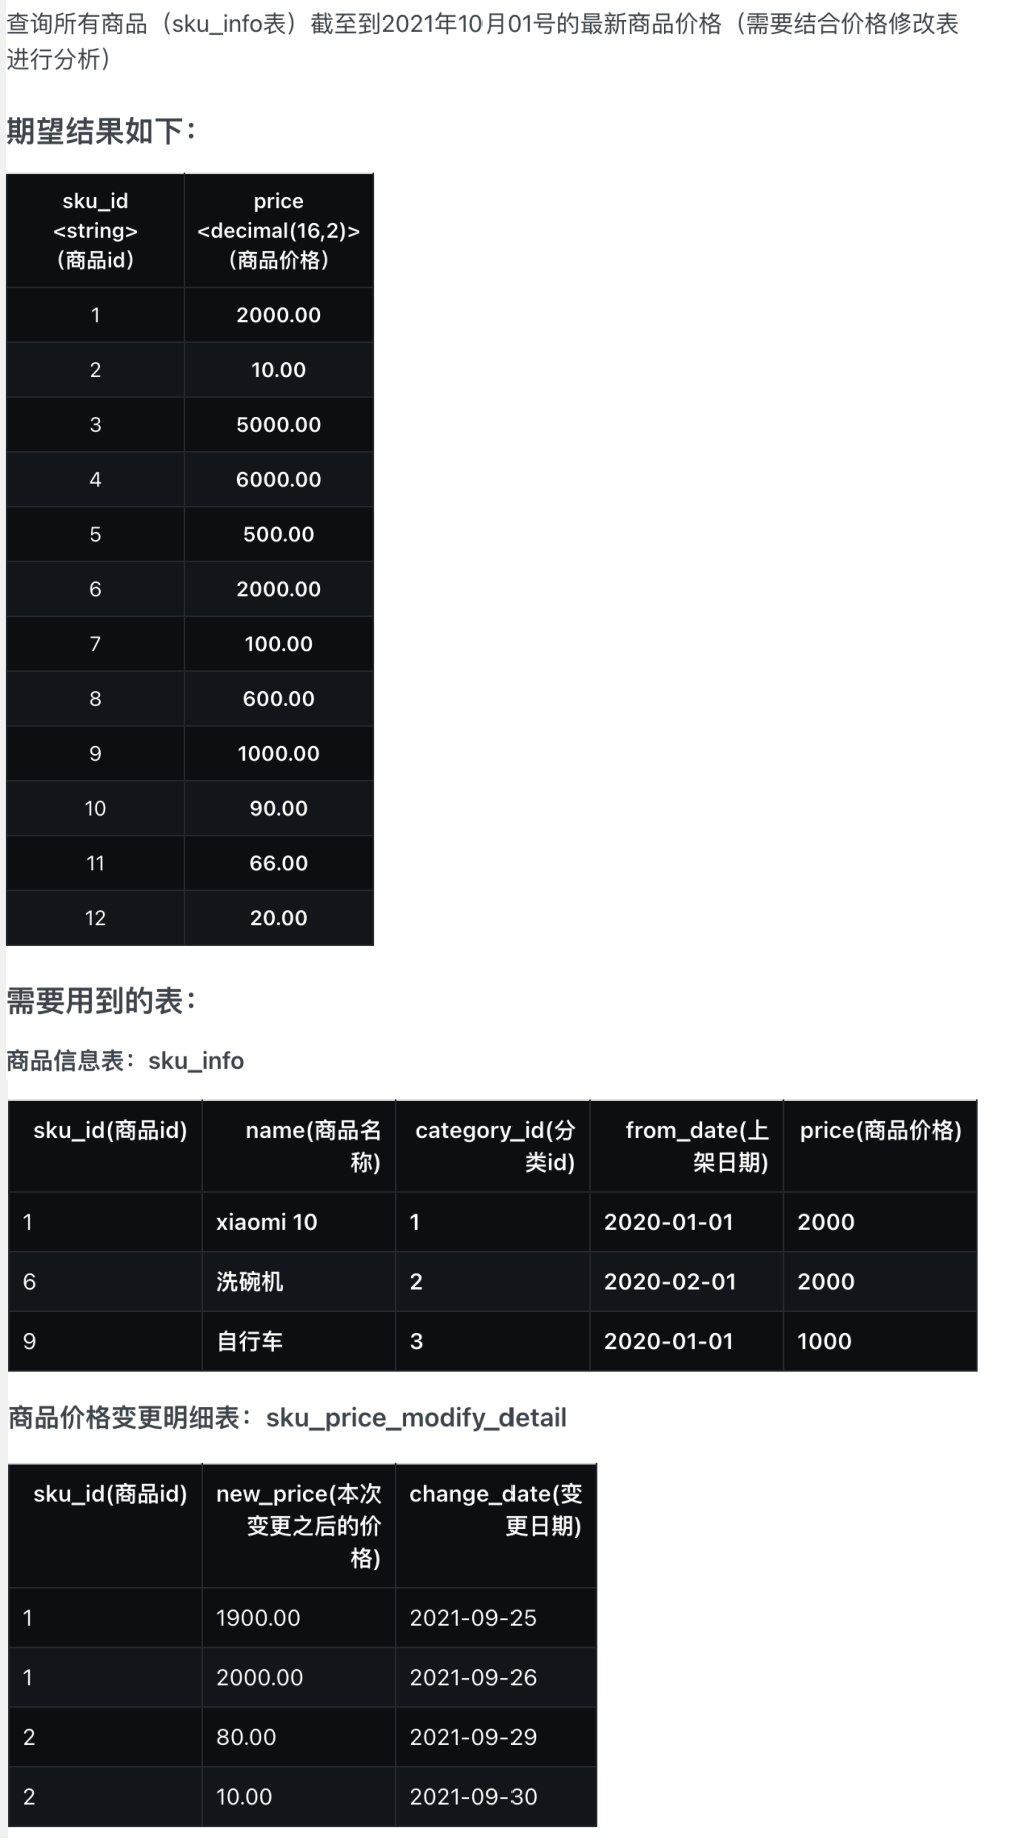 查询所有商品（sku_info表）截至到2021年10月01号的最新商品价格（需要结合价格修改表
进行分析）
期望结果如下：
sku_id price
<string> <decimal(16,2)>
（商品id） （商品价格）
1 2000.00
2 10.00
3 5000.00
4 6000.00
5 500.00
6 2000.00
7 100.00
8 600.00
9 1000.00
10 90.00
11 66.00
12 20.00
需要用到的表：
商品信息表：sku_info
sku_id(商品id) name(商品名 category_id(分 from_date(上 price(商品价格)
称) 类id) 架日期)
1 xiaomi 10 1 2020-01-01 2000
6 洗碗机 2 2020-02-01 2000
9 自行车 3 2020-01-01 1000
商品价格变更明细表：sku_price_modify_detail
sku_id(商品id) new_price(本次 change_date(变
变更之后的价 更日期)
格)
1 1900.00 2021-09-25
1 2000.00 2021-09-26
2 80.00 2021-09-29
2 10.00 2021-09-30